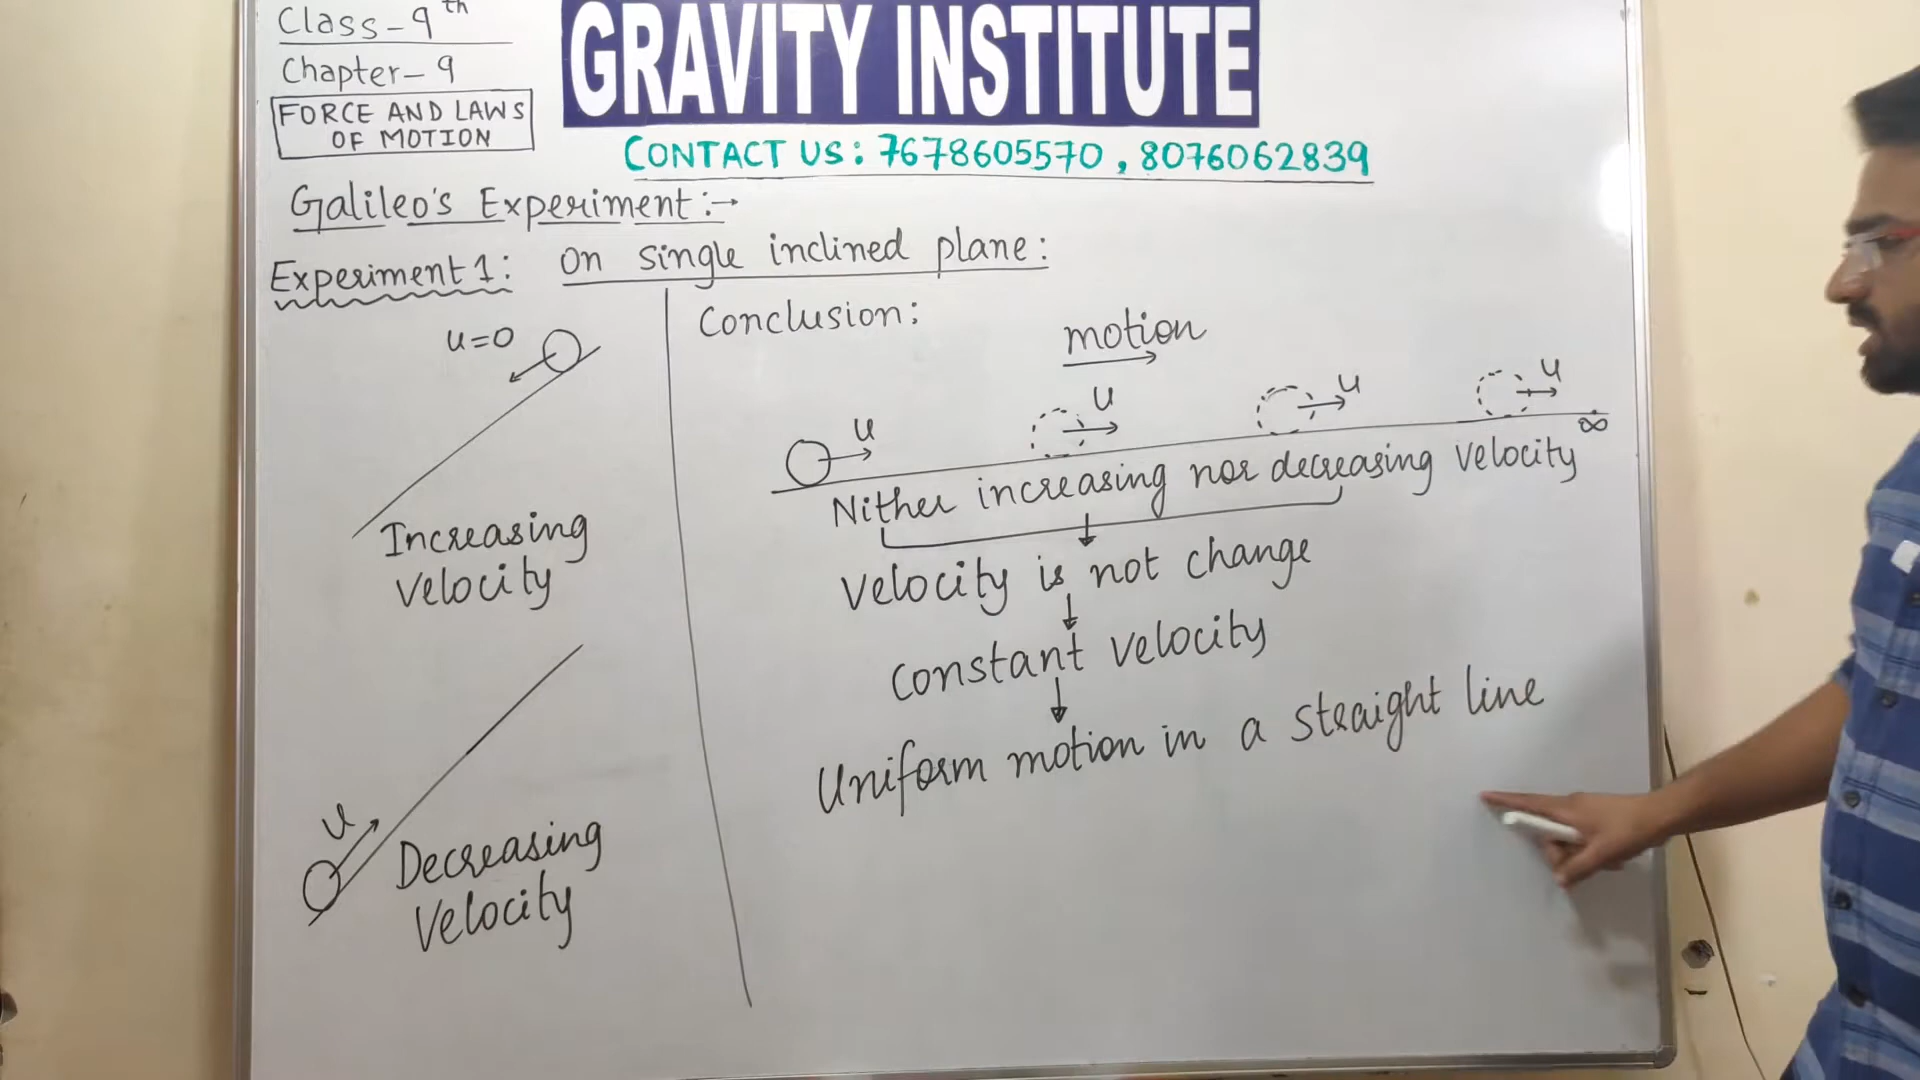 Class-9th
Chapter-9
FORCE AND LAWS
OF MOTION
GRAVITY INSTITUTE
CONTACT US: 7678605570, 8076062839
Galileo's Experiment:→
Experiment 1: On single inclined plane:
u=0
Increasing
velocity
u
Decreasing
Velocity
Conclusion:
motion
u
u
u
u
∞
Nither increasing nor decreasing velocity
velocity is not change
constant velocity
Uniform motion in a straight line